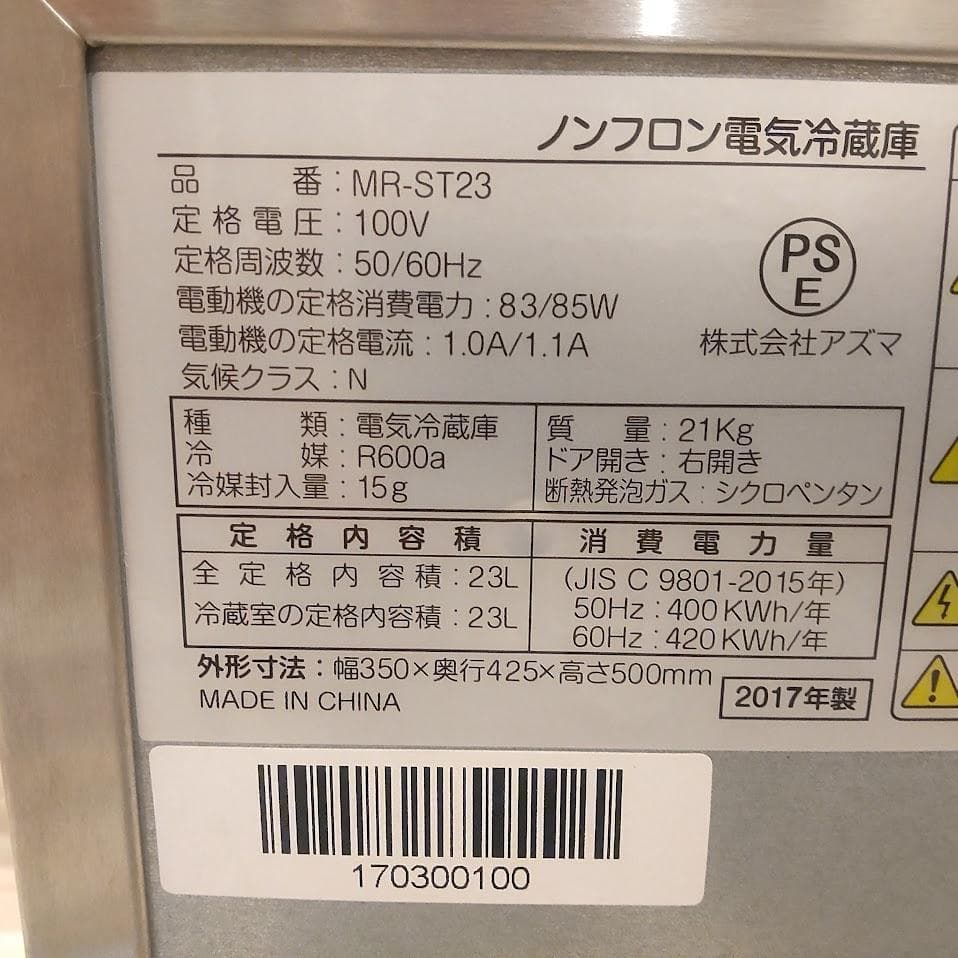 ノンフロン電気冷蔵庫
品番：MR-ST23
定格電圧：100V
定格周波数：50/60Hz
電動機の定格消費電力：83/85W
電動機の定格電流：1.0A/1.1A
気候クラス：N
PS
E
株式会社アズマ
種類：電気冷蔵庫
冷媒：R600a
冷媒封入量：15g
質量：21Kg
ドア開き：右開き
断熱発泡ガス：シクロペンタン
定格内容積
全定格内容積：23L
冷蔵室の定格内容積：23L
消費電力量
(JIS C 9801-2015年)
50Hz：400KWh/年
60Hz：420KWh/年
外形寸法：幅350×奥行425×高さ500mm
MADE IN CHINA
2017年製
170300100